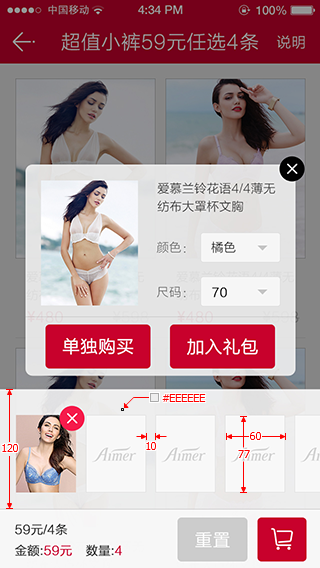 中国移动
4:34 PM
超值小裤59元任选4条
说明
爱慕兰铃花语4/4薄无
纺布大罩杯文胸
颜色: 橘色
尺码: 70
¥480
单独购买
加入礼包
#EEEEEE
120
10
60
77
Aimer
Aimer
Aimer
59元/4条
金额:59元 数量:4
重置